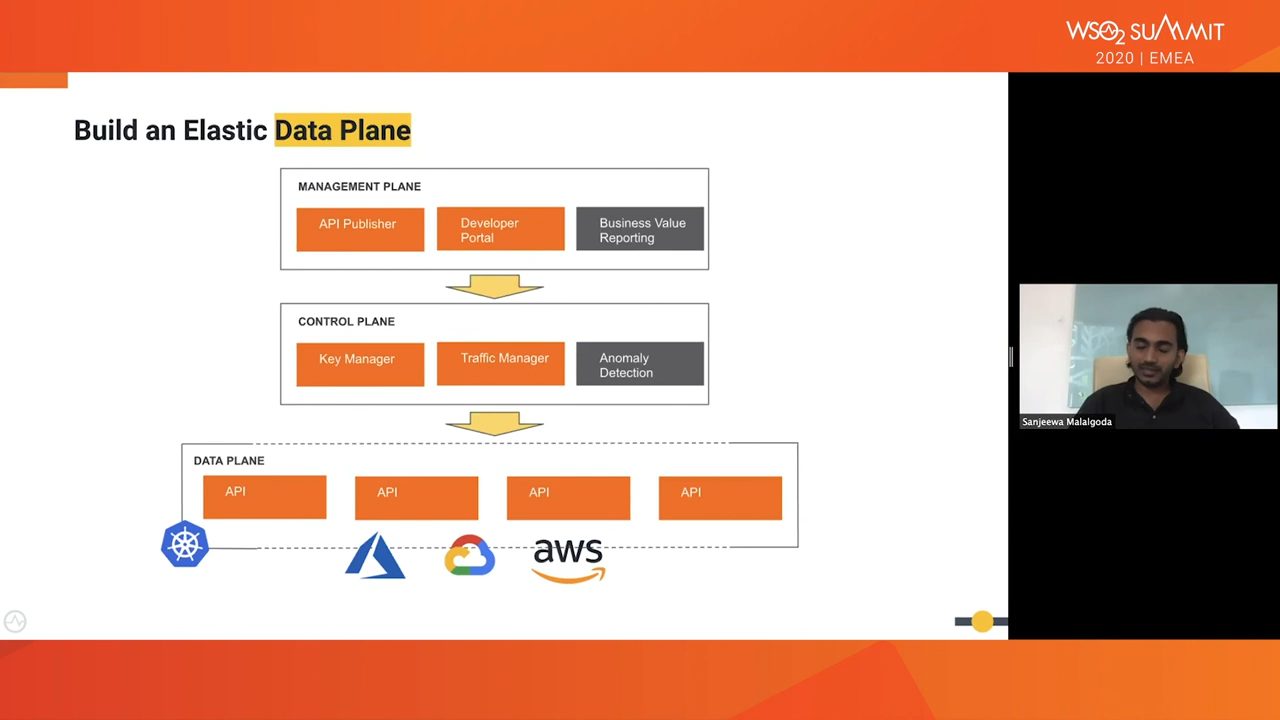 WSO2 SUMMIT
2020 | EMEA
Build an Elastic Data Plane
MANAGEMENT PLANE
API Publisher
Developer
Portal
Business Value
Reporting
CONTROL PLANE
Key Manager
Traffic Manager
Anomaly
Detection
DATA PLANE
API
API
API
API
aws
Sanjeewa Malalgoda